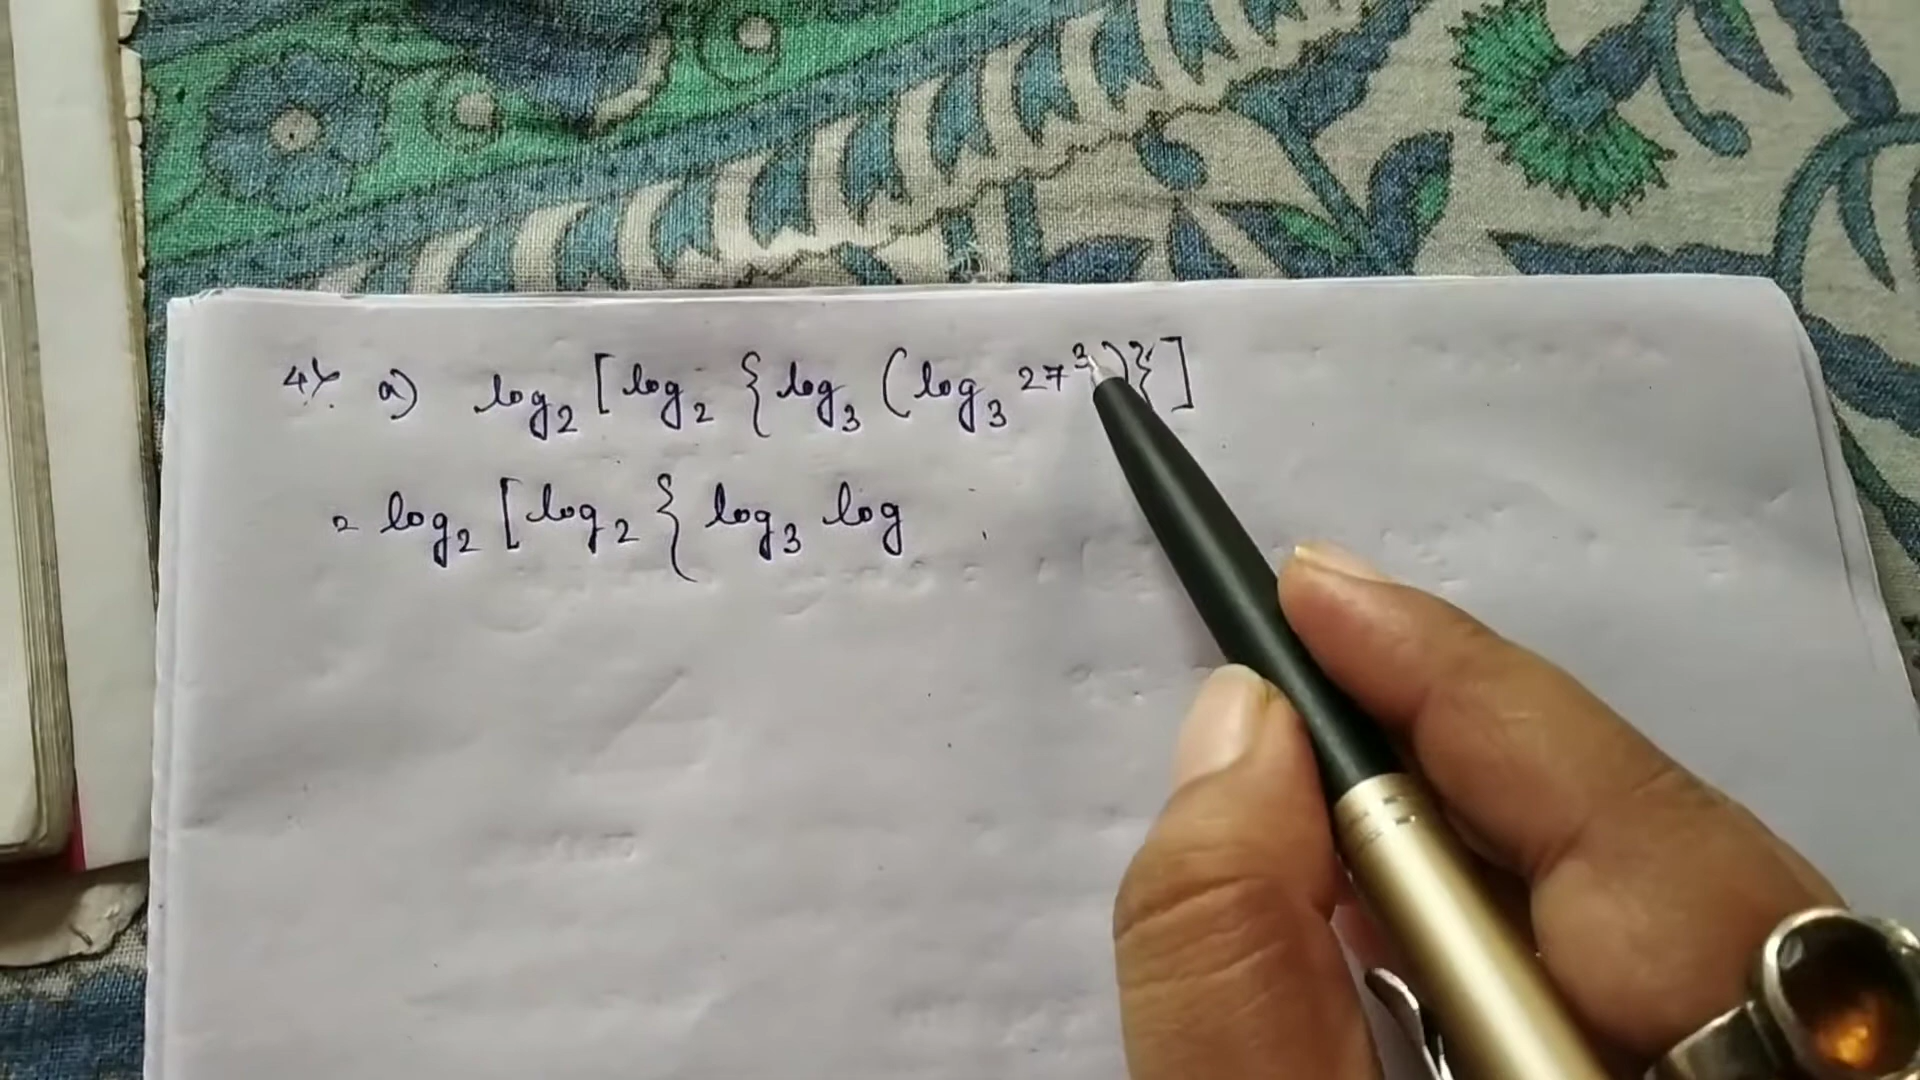 4) a) log₂ [log₂ {log₃ (log₃ 27³)}]
= log₂ [log₂ { log₃ log